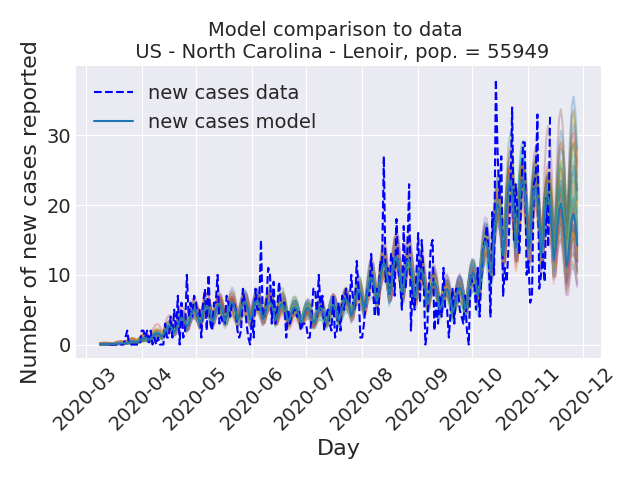 Model comparison to data
US - North Carolina - Lenoir, pop. = 55949
Number of new cases reported
new cases data
new cases model
30
20
10
0
2020-03
2020-04
2020-05
2020-06
2020-07
2020-08
2020-09
2020-10
2020-11
2020-12
Day